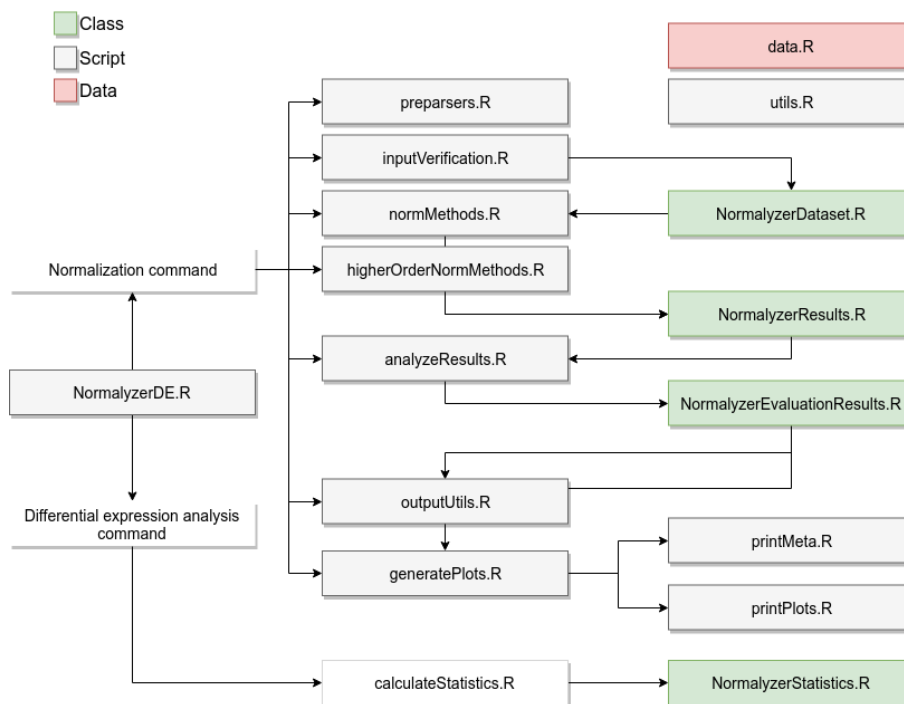 Class
Script
Data
data.R
utils.R
preparsers.R
inputVerification.R
normMethods.R
NormalyzerDataset.R
Normalization command
higherOrderNormMethods.R
NormalyzerResults.R
analyzeResults.R
NormalyzerDE.R
NormalyzerEvaluationResults.R
outputUtils.R
Differential expression analysis
command
printMeta.R
generatePlots.R
printPlots.R
calculateStatistics.R
NormalyzerStatistics.R